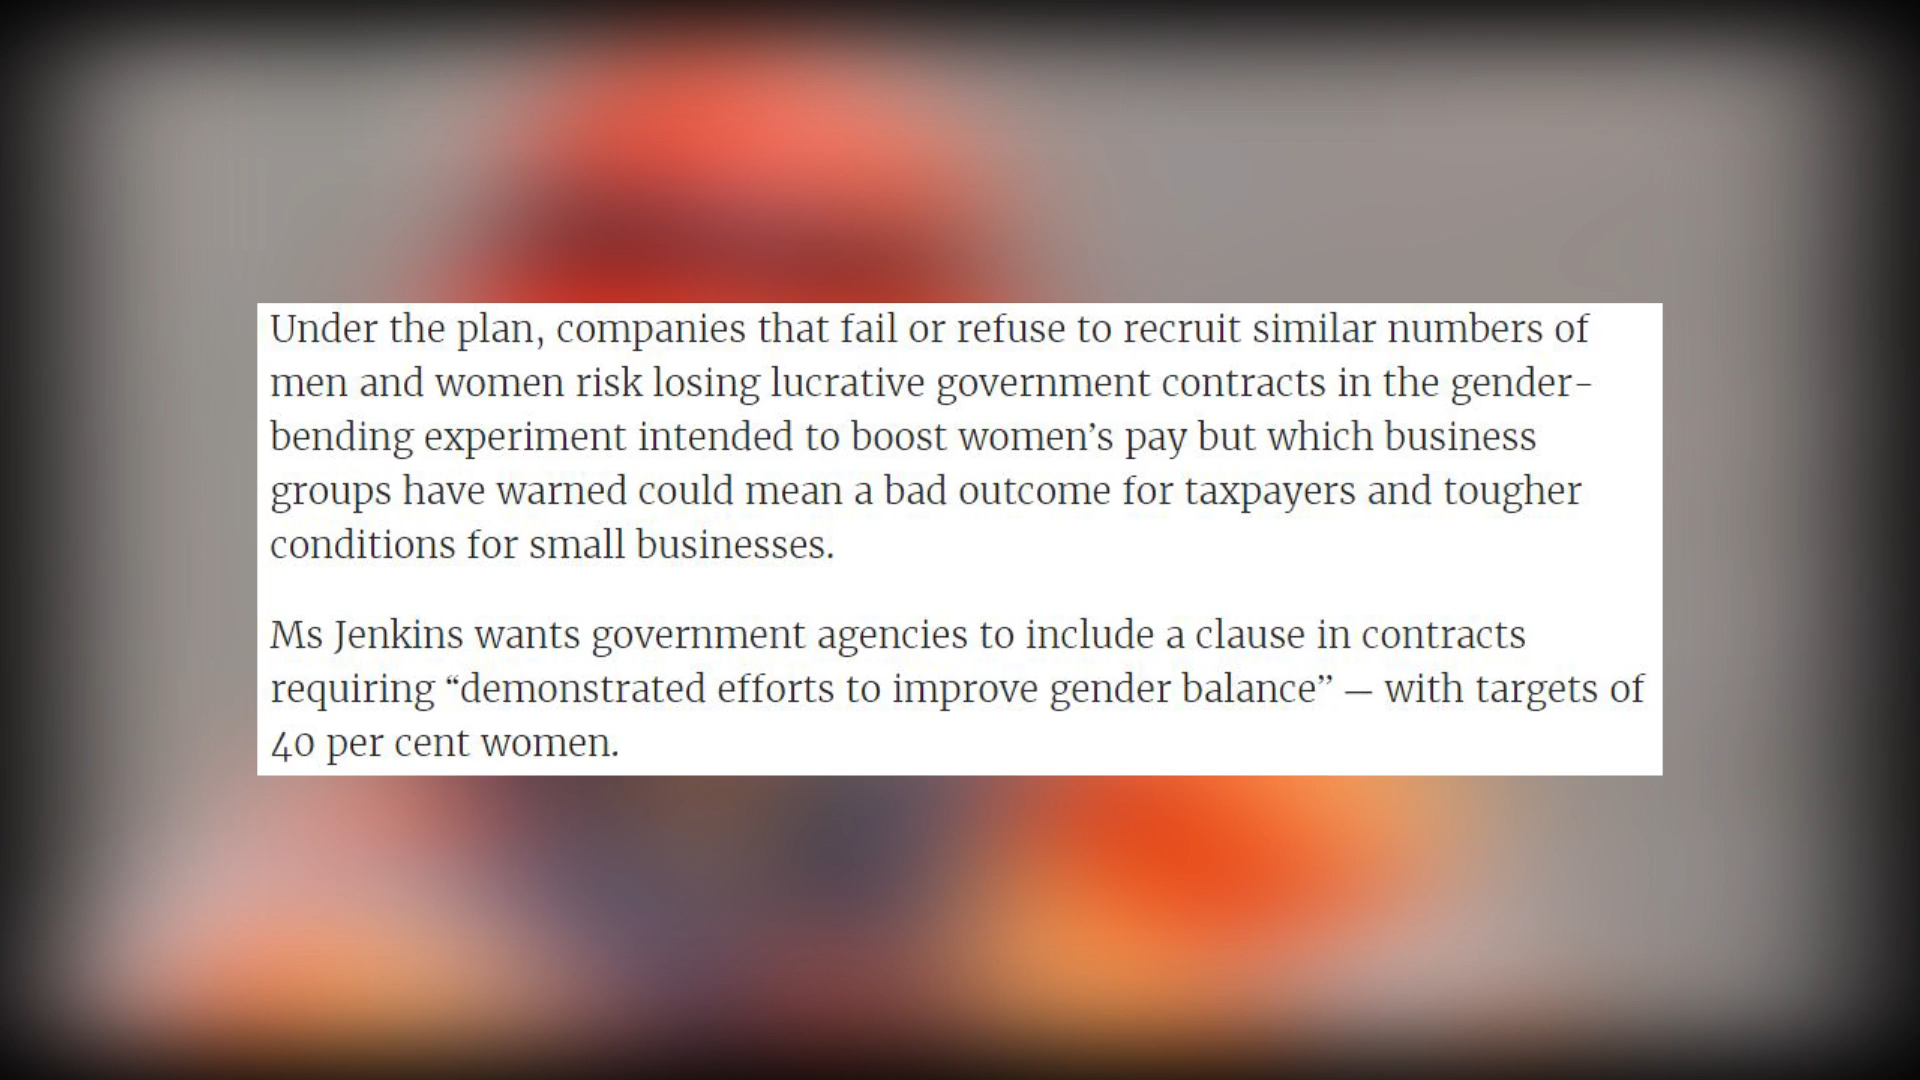 Under the plan, companies that fail or refuse to recruit similar numbers of
men and women risk losing lucrative government contracts in the gender-
bending experiment intended to boost women’s pay but which business
groups have warned could mean a bad outcome for taxpayers and tougher
conditions for small businesses.
Ms Jenkins wants government agencies to include a clause in contracts
requiring “demonstrated efforts to improve gender balance” — with targets of
40 per cent women.